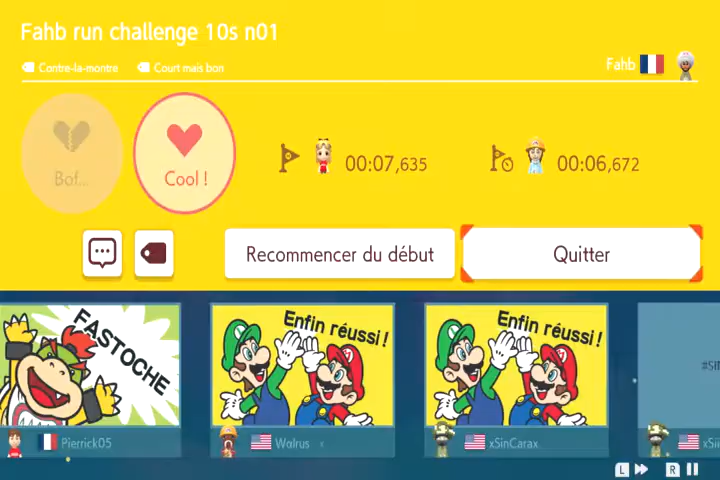 Fahb run challenge 10s n01
Contre-la-montre Court mais bon
Fahb
Bof...
Cool !
00:07,635
00:06,672
Recommencer du début
Quitter
FASTOCHE
Enfin réussi !
Enfin réussi !
Pierrick05
Walrus x
xSinCarax
L R